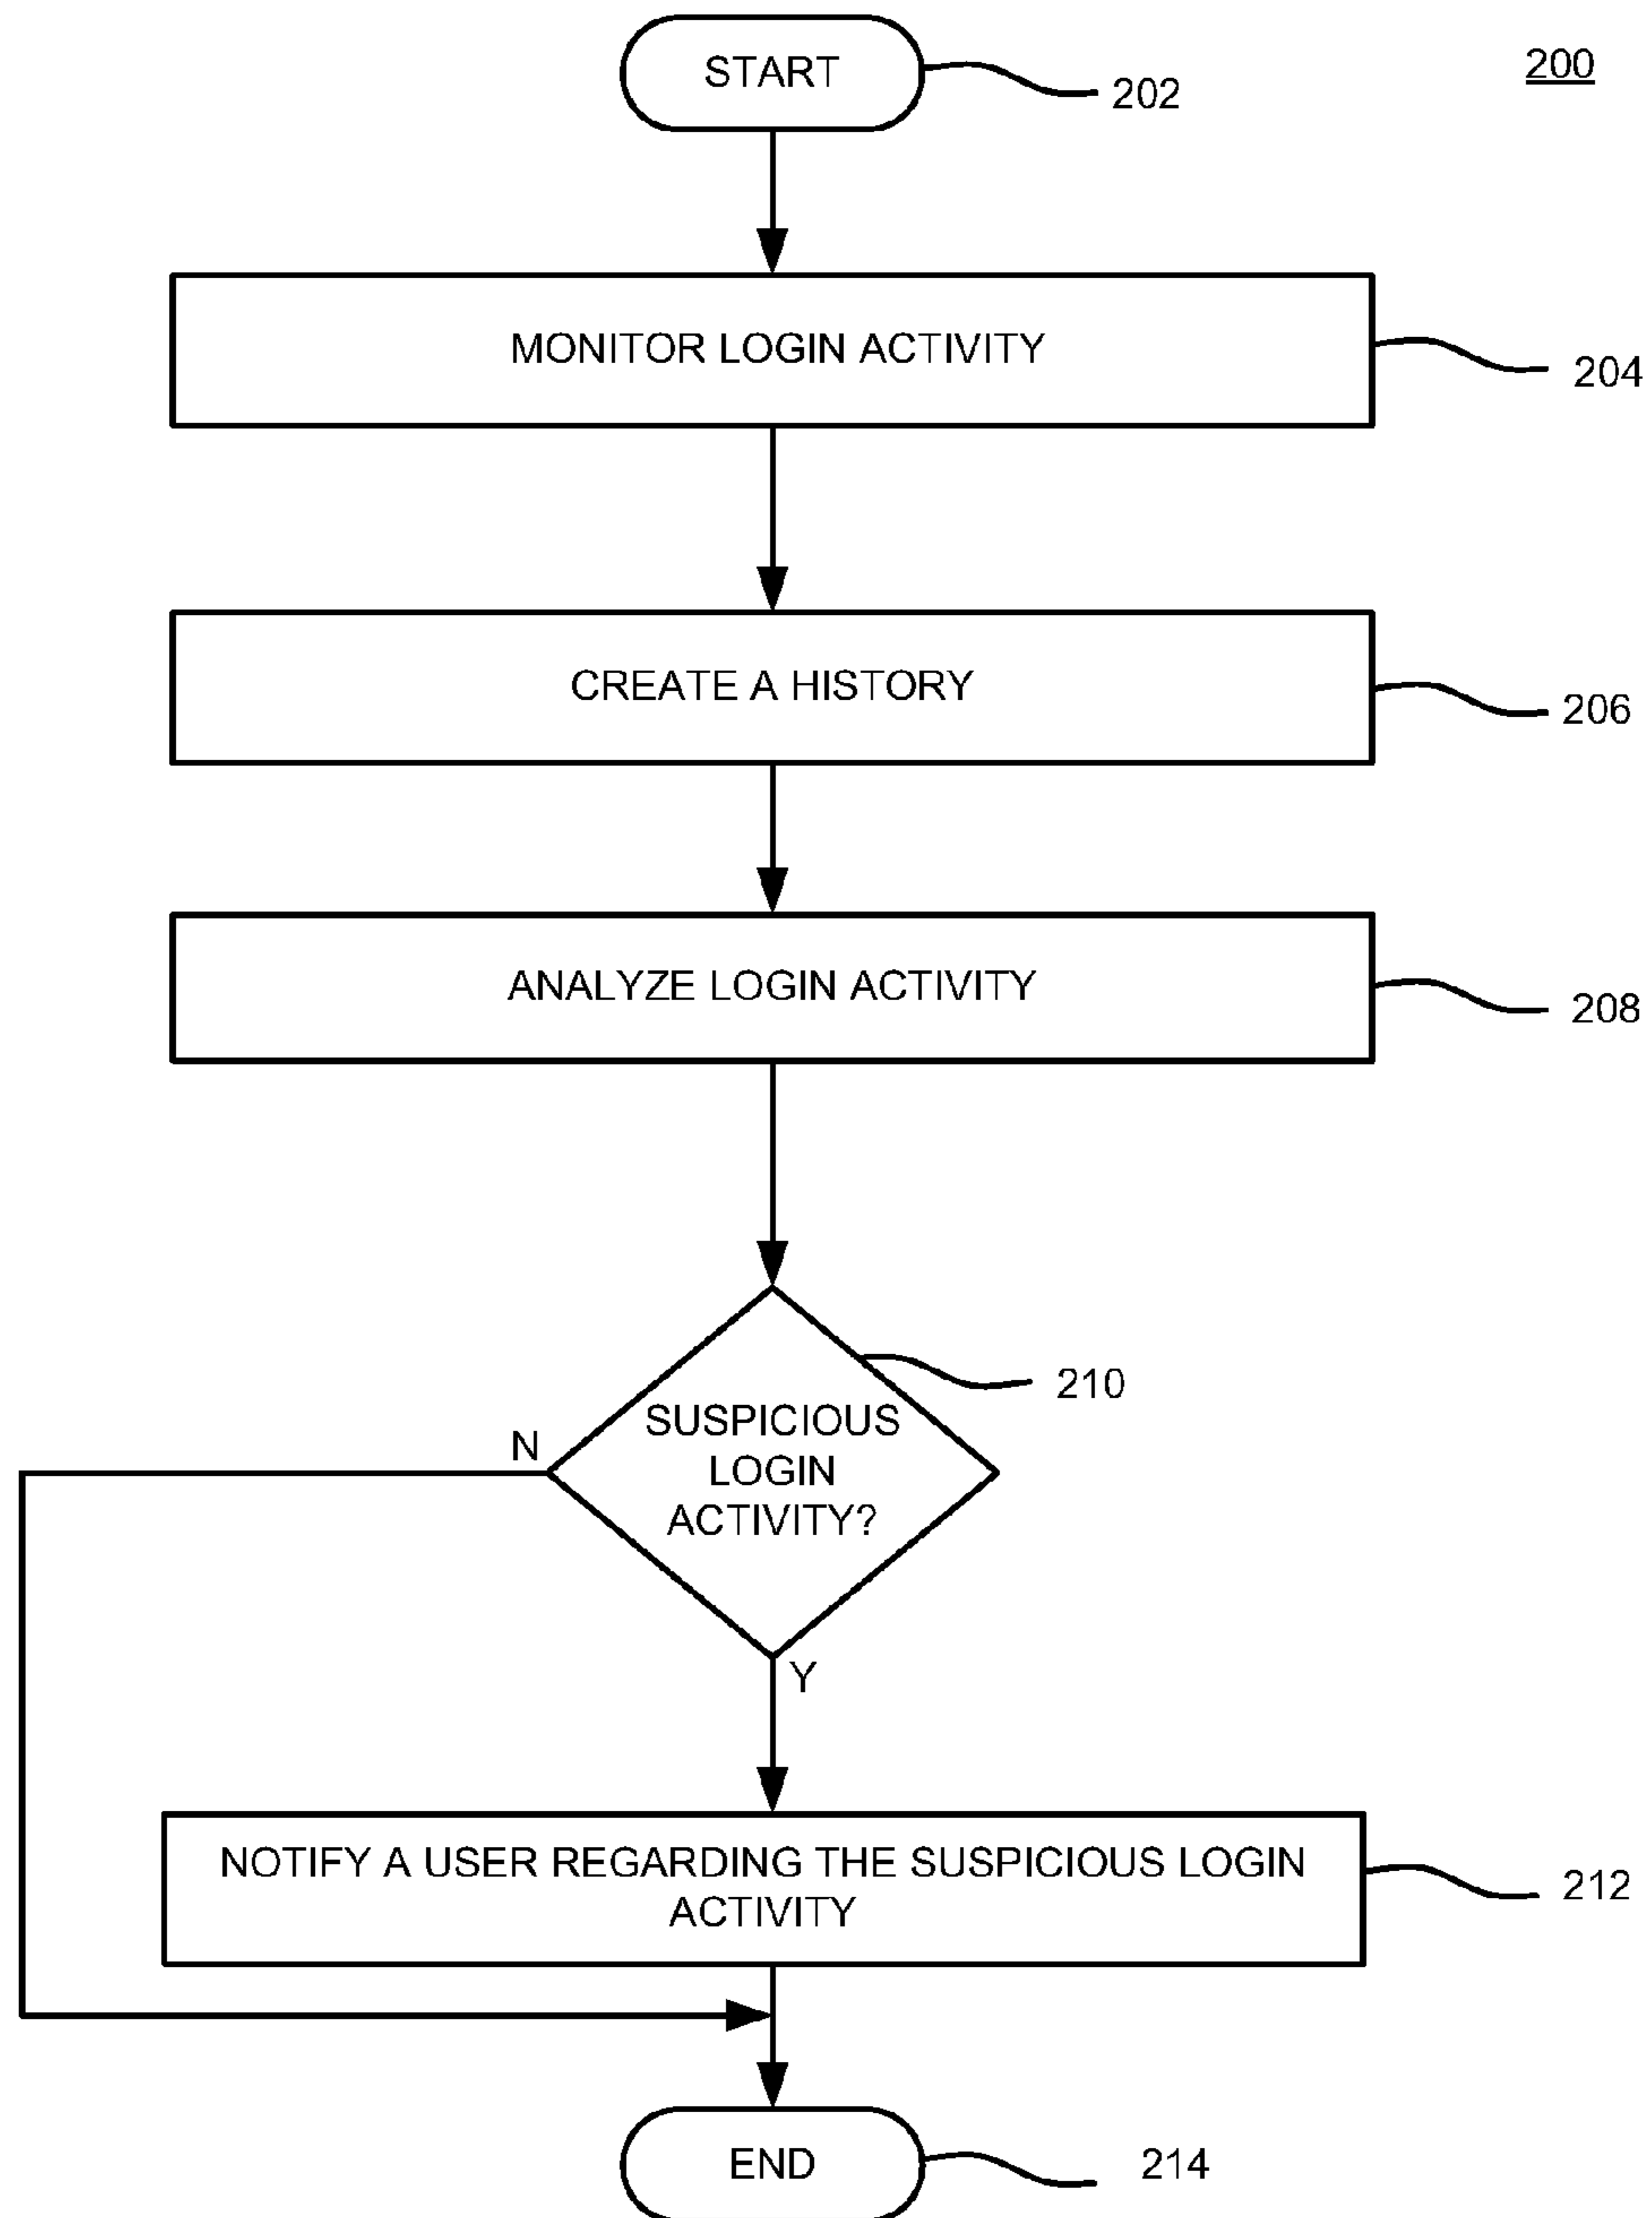 START
200
202
MONITOR LOGIN ACTIVITY
204
CREATE A HISTORY
206
ANALYZE LOGIN ACTIVITY
208
210
SUSPICIOUS
LOGIN
ACTIVITY?
N
Y
NOTIFY A USER REGARDING THE SUSPICIOUS LOGIN
ACTIVITY
212
END
214